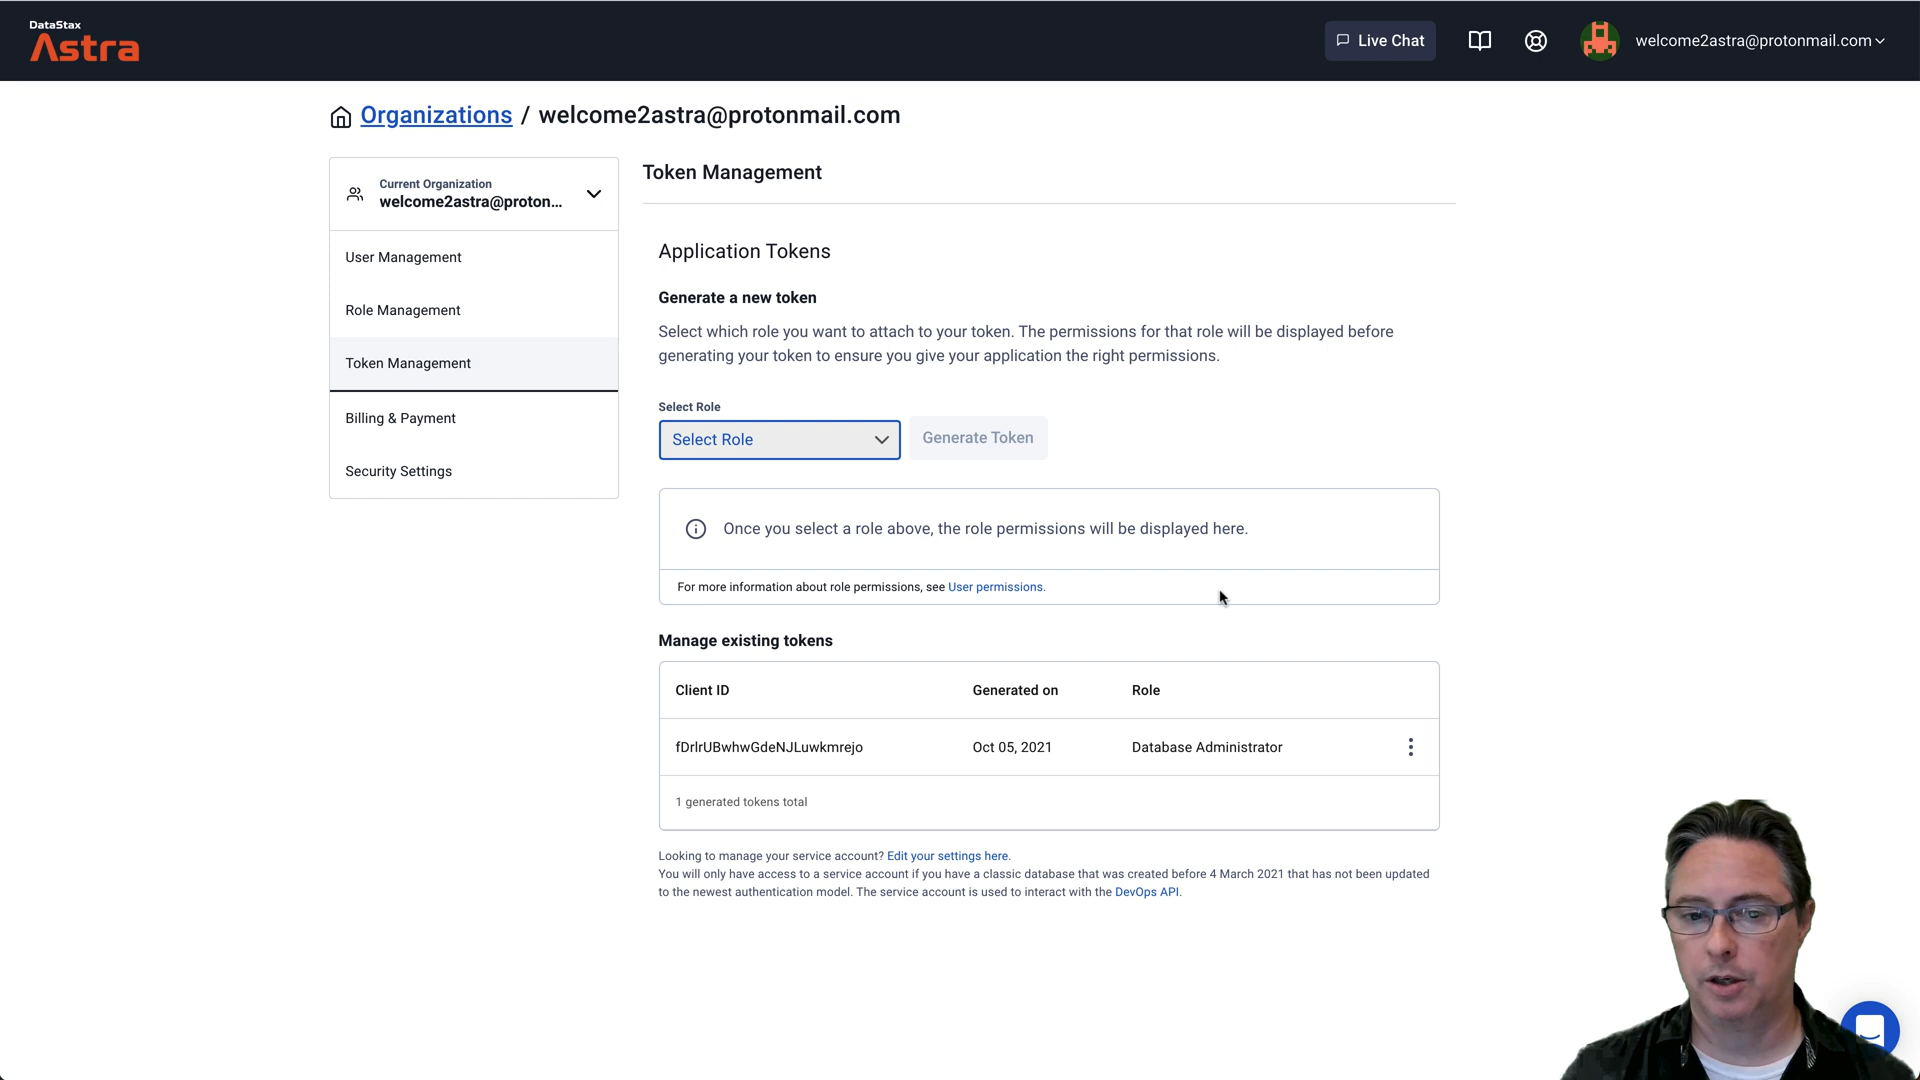 DataStax
Astra
Live Chat
welcome2astra@protonmail.com
Organizations / welcome2astra@protonmail.com
Current Organization
welcome2astra@proton...
User Management
Role Management
Token Management
Billing & Payment
Security Settings
Token Management
Application Tokens
Generate a new token
Select which role you want to attach to your token. The permissions for that role will be displayed before
generating your token to ensure you give your application the right permissions.
Select Role
Select Role
Generate Token
Once you select a role above, the role permissions will be displayed here.
For more information about role permissions, see User permissions.
Manage existing tokens
Client ID Generated on Role
fDrlrUBwhwGdeNJLuwkmrejo Oct 05, 2021 Database Administrator
1 generated tokens total
Looking to manage your service account? Edit your settings here.
You will only have access to a service account if you have a classic database that was created before 4 March 2021 that has not been updated
to the newest authentication model. The service account is used to interact with the DevOps API.